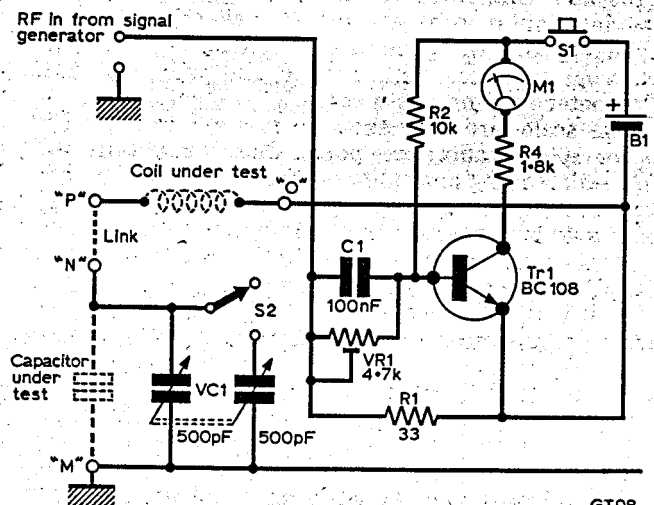 RF in from signal
generator
S1
M1
R2
10k
+
B1
R4
1·8k
Coil under test
"P"
"O"
Link
"N"
C1
100nF
Tr1
BC108
S2
VR1
4·7k
Capacitor
under
test
VC1
500pF
500pF
R1
33
"M"